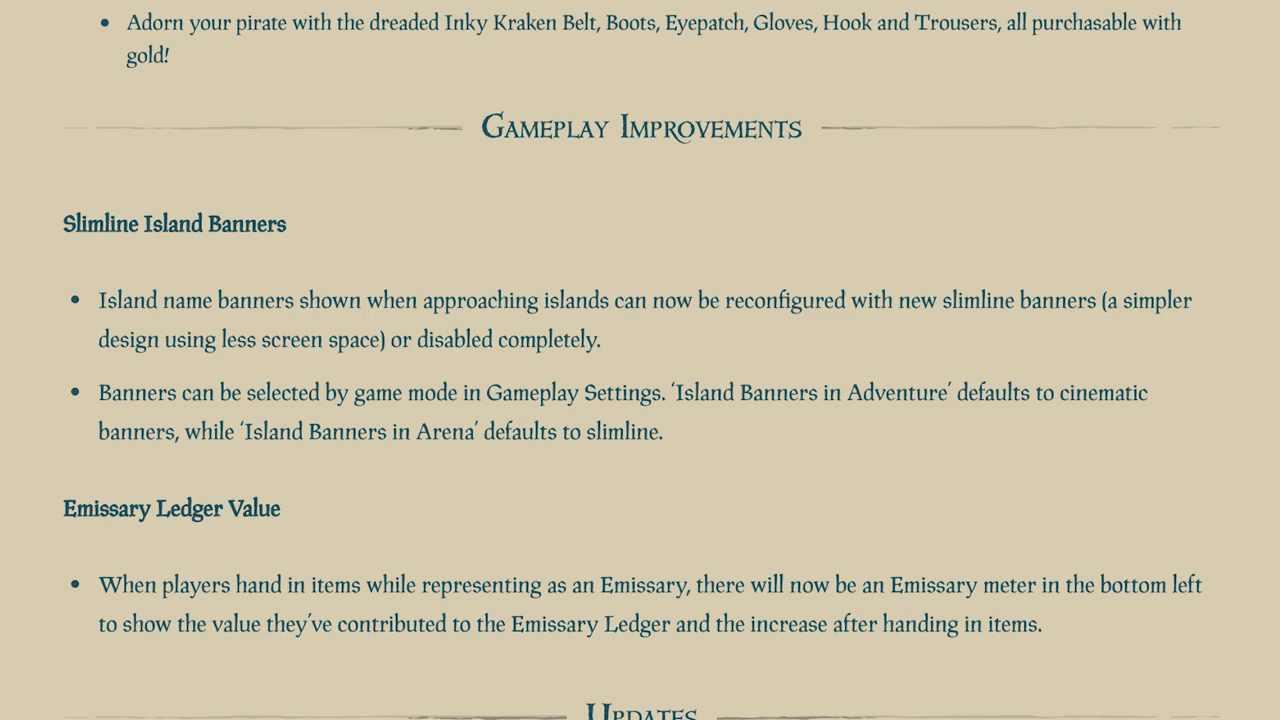 Adorn your pirate with the dreaded Inky Kraken Belt, Boots, Eyepatch, Gloves, Hook and Trousers, all purchasable with
gold!
Gameplay Improvements
Slimline Island Banners
Island name banners shown when approaching islands can now be reconfigured with new slimline banners (a simpler
design using less screen space) or disabled completely.
Banners can be selected by game mode in Gameplay Settings. ‘Island Banners in Adventure’ defaults to cinematic
banners, while ‘Island Banners in Arena’ defaults to slimline.
Emissary Ledger Value
When players hand in items while representing as an Emissary, there will now be an Emissary meter in the bottom left
to show the value they’ve contributed to the Emissary Ledger and the increase after handing in items.
Updates